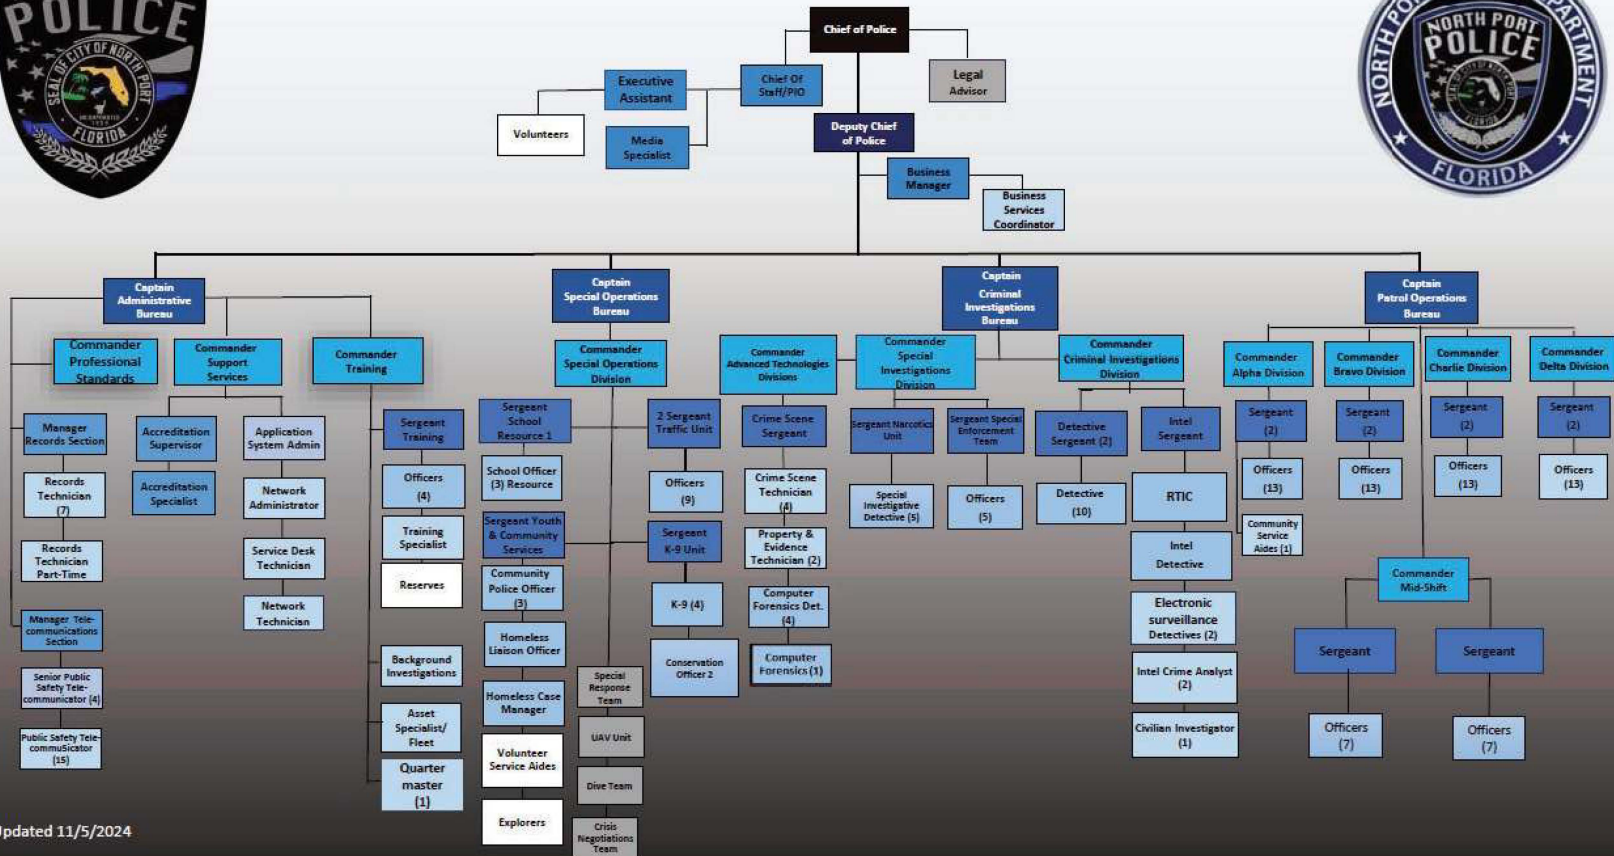 POLICE
SEAL OF CITY OF NORTH PORT
FLORIDA
NORTH PORT
POLICE
FLORIDA
Chief of Police
Executive
Assistant
Chief Of
Staff/PIO
Legal
Advisor
Volunteers
Media
Specialist
Deputy Chief
of Police
Business
Manager
Business
Services
Coordinator
Captain
Administrative
Bureau
Captain
Special Operations
Bureau
Captain
Criminal
Investigations
Bureau
Captain
Patrol Operations
Bureau
Commander
Professional
Standards
Commander
Support
Services
Commander
Training
Commander
Special Operations
Division
Commander
Advanced Technologies
Divisions
Commander
Special
Investigations
Division
Commander
Criminal Investigations
Division
Commander
Alpha Division
Commander
Bravo Division
Commander
Charlie Division
Commander
Delta Division
Manager
Records Section
Records
Technician
(7)
Records
Technician
Part-Time
Manager Tele-
communications
Section
Senior Public
Safety Tele-
communicator (4)
Public Safety Tele-
commuSicator
(15)
Accreditation
Supervisor
Accreditation
Specialist
Application
System Admin
Network
Administrator
Service Desk
Technician
Network
Technician
Sergeant
Training
Officers
(4)
Training
Specialist
Reserves
Background
Investigations
Asset
Specialist/
Fleet
Quarter
master
(1)
Sergeant
School
Resource 1
School Officer
(3) Resource
Sergeant Youth
& Community
Services
Community
Police Officer
(3)
Homeless
Liaison Officer
Homeless Case
Manager
Volunteer
Service Aides
Explorers
Special
Response
Team
UAV Unit
Dive Team
Crisis
Negotiations
Team
2 Sergeant
Traffic Unit
Officers
(9)
Sergeant
K-9 Unit
K-9 (4)
Conservation
Officer 2
Crime Scene
Sergeant
Crime Scene
Technician
(4)
Property &
Evidence
Technician (2)
Computer
Forensics Det.
(4)
Computer
Forensics (1)
Sergeant Narcotics
Unit
Special
Investigative
Detective (5)
Sergeant Special
Enforcement
Team
Officers
(5)
Detective
Sergeant (2)
Detective
(10)
Intel
Sergeant
RTIC
Intel
Detective
Electronic
surveillance
Detectives (2)
Intel Crime Analyst
(2)
Civilian Investigator
(1)
Sergeant
(2)
Officers
(13)
Community
Service
Aides (1)
Sergeant
(2)
Officers
(13)
Sergeant
(2)
Officers
(13)
Sergeant
(2)
Officers
(13)
Commander
Mid-Shift
Sergeant
Officers
(7)
Sergeant
Officers
(7)
Updated 11/5/2024